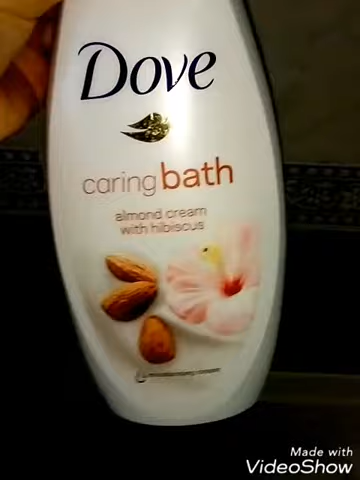 Dove
caring bath
almond cream
with hibiscus
Made with
VideoShow